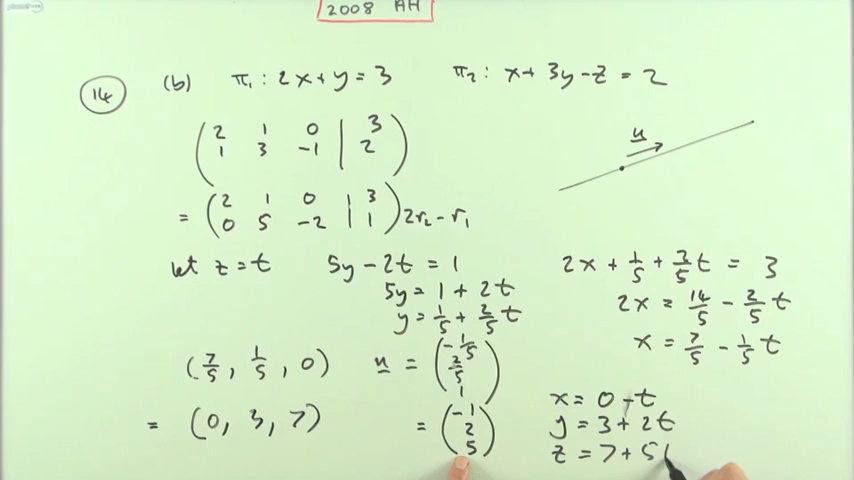 2008 AH
14 (b) π₁ : 2x + y = 3 π₂ : x + 3y - z = 2
( 2 1 0 | 3
1 3 -1 | 2 )
u
= ( 2 1 0 | 3
0 5 -2 | 1 ) 2r₂ - r₁
let z = t 5y - 2t = 1 2x + 1/5 + 2/5 t = 3
5y = 1 + 2t 2x = 14/5 - 2/5 t
y = 1/5 + 2/5 t x = 7/5 - 1/5 t
(7/5, 1/5, 0) u = ( -1/5
2/5
1 )
x = 0 - t
= (0, 3, 7) = ( -1
2
5 )
y = 3 + 2t
z = 7 + 5